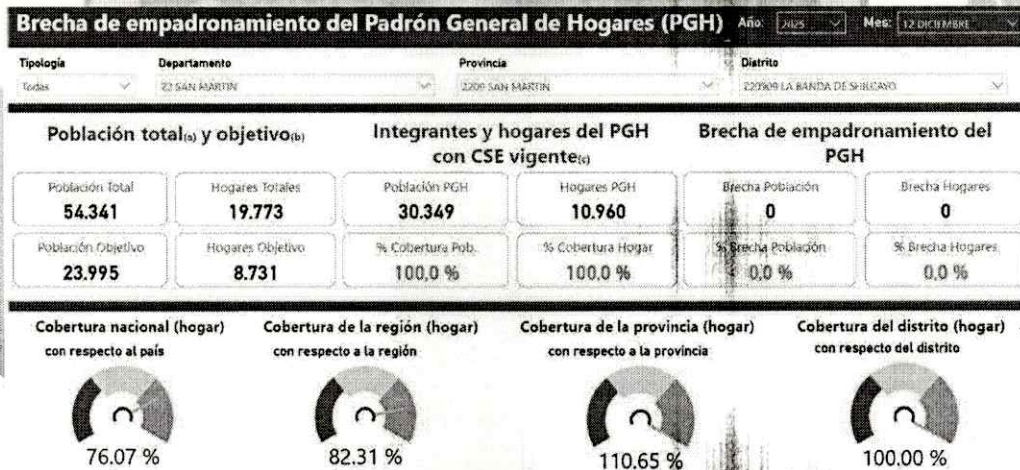 Brecha de empadronamiento del Padrón General de Hogares (PGH) Año: 2025 Mes: 12 DICIEMBRE
Tipología Departamento Provincia Distrito
Todas 22 SAN MARTIN 2209 SAN MARTIN 220909 LA BANDA DE SHILCAYO
Población total(a) y objetivo(b)
Población Total Hogares Totales
54.341 19.773
Población Objetivo Hogares Objetivo
23.995 8.731
Integrantes y hogares del PGH
con CSE vigente(c)
Población PGH Hogares PGH
30.349 10.960
% Cobertura Pob. % Cobertura Hogar
100,0 % 100,0 %
Brecha de empadronamiento del
PGH
Brecha Población Brecha Hogares
0 0
% Brecha Población % Brecha Hogares
0,0 % 0,0 %
Cobertura nacional (hogar)
con respecto al país
76.07 %
Cobertura de la región (hogar)
con respecto a la región
82.31 %
Cobertura de la provincia (hogar)
con respecto a la provincia
110.65 %
Cobertura del distrito (hogar)
con respecto del distrito
100.00 %